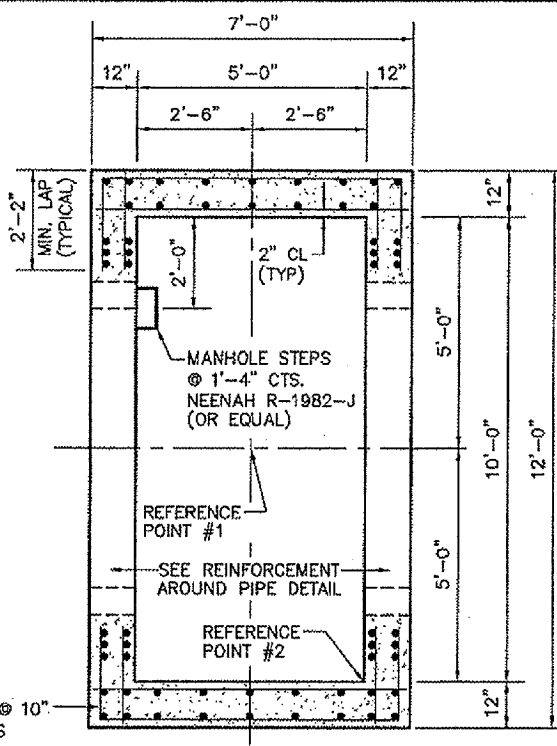 7'-0"
12" 5'-0" 12"
2'-6" 2'-6"
2'-2"
MIN. LAP
(TYPICAL)
12"
2'-0"
2" CL
(TYP)
MANHOLE STEPS
@ 1'-4" CTS.
NEENAH R-1982-J
(OR EQUAL)
5'-0"
10'-0"
12'-0"
REFERENCE
POINT #1
SEE REINFORCEMENT
AROUND PIPE DETAIL
5'-0"
REFERENCE
POINT #2
@ 10"
S
12"